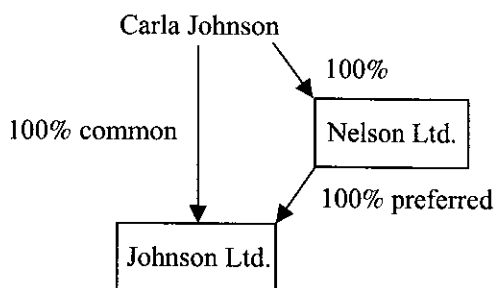 Carla Johnson
100%
100% common
Nelson Ltd.
100% preferred
Johnson Ltd.